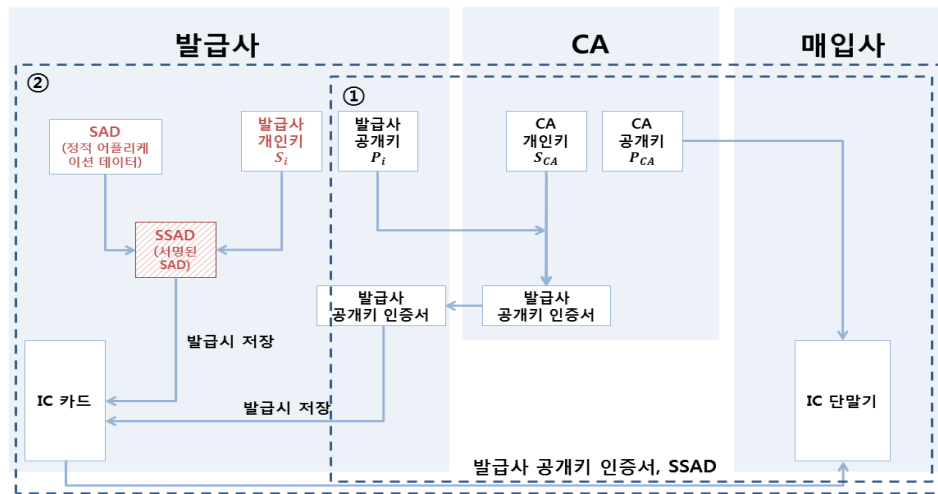 발급사
CA
매입사
②
①
SAD
(정적 어플리케
이션 데이터)
발급사
개인키
S_i
발급사
공개키
P_i
CA
개인키
S_CA
CA
공개키
P_CA
SSAD
(서명된
SAD)
발급사
공개키 인증서
발급사
공개키 인증서
발급시 저장
IC 카드
발급시 저장
IC 단말기
발급사 공개키 인증서, SSAD